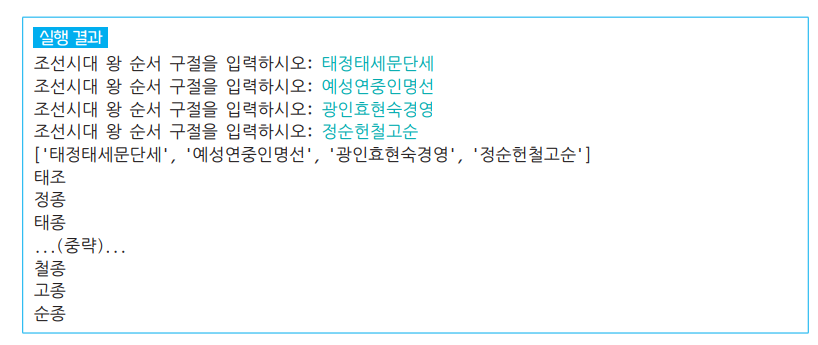 실행 결과
조선시대 왕 순서 구절을 입력하시오: 태정태세문단세
조선시대 왕 순서 구절을 입력하시오: 예성연중인명선
조선시대 왕 순서 구절을 입력하시오: 광인효현숙경영
조선시대 왕 순서 구절을 입력하시오: 정순헌철고순
['태정태세문단세', '예성연중인명선', '광인효현숙경영', '정순헌철고순']
태조
정종
태종
...(중략)...
철종
고종
순종